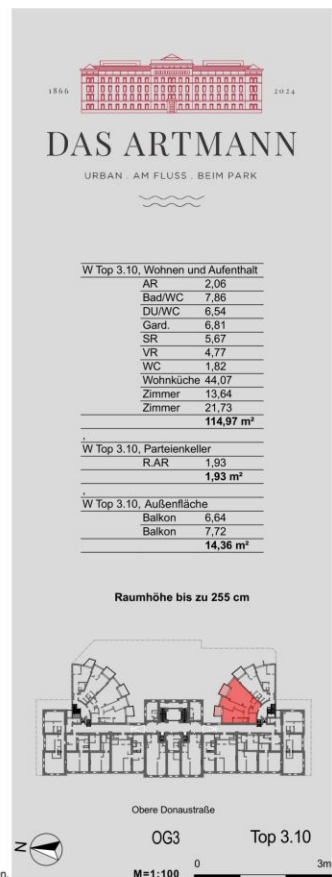 1866 2024
DAS ARTMANN
URBAN . AM FLUSS . BEIM PARK
W Top 3.10, Wohnen und Aufenthalt
AR 2,06
Bad/WC 7,86
DU/WC 6,54
Gard. 6,81
SR 5,67
VR 4,77
WC 1,82
Wohnküche 44,07
Zimmer 13,64
Zimmer 21,73
114,97 m²
,
W Top 3.10, Parteienkeller
R.AR 1,93
1,93 m²
,
W Top 3.10, Außenfläche
Balkon 6,64
Balkon 7,72
14,36 m²
Raumhöhe bis zu 255 cm
Obere Donaustraße
N OG3 Top 3.10
M=1:100 0 3m